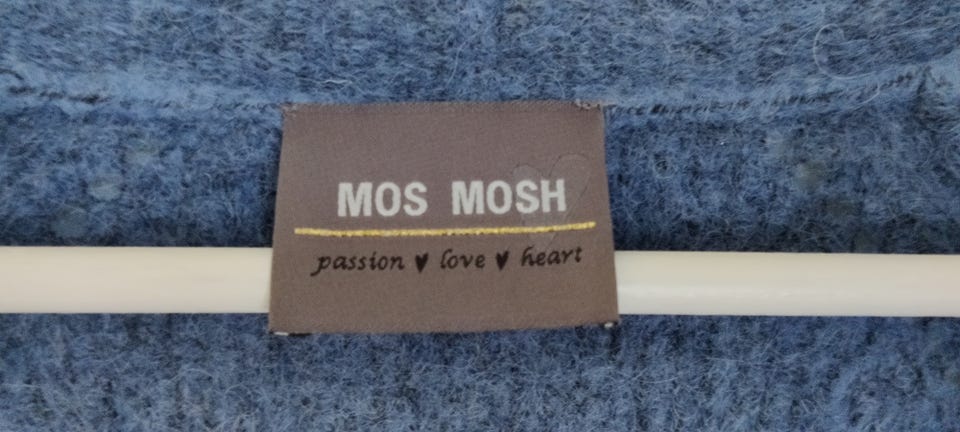 MOS MOSH
passion ♥ love ♥ heart